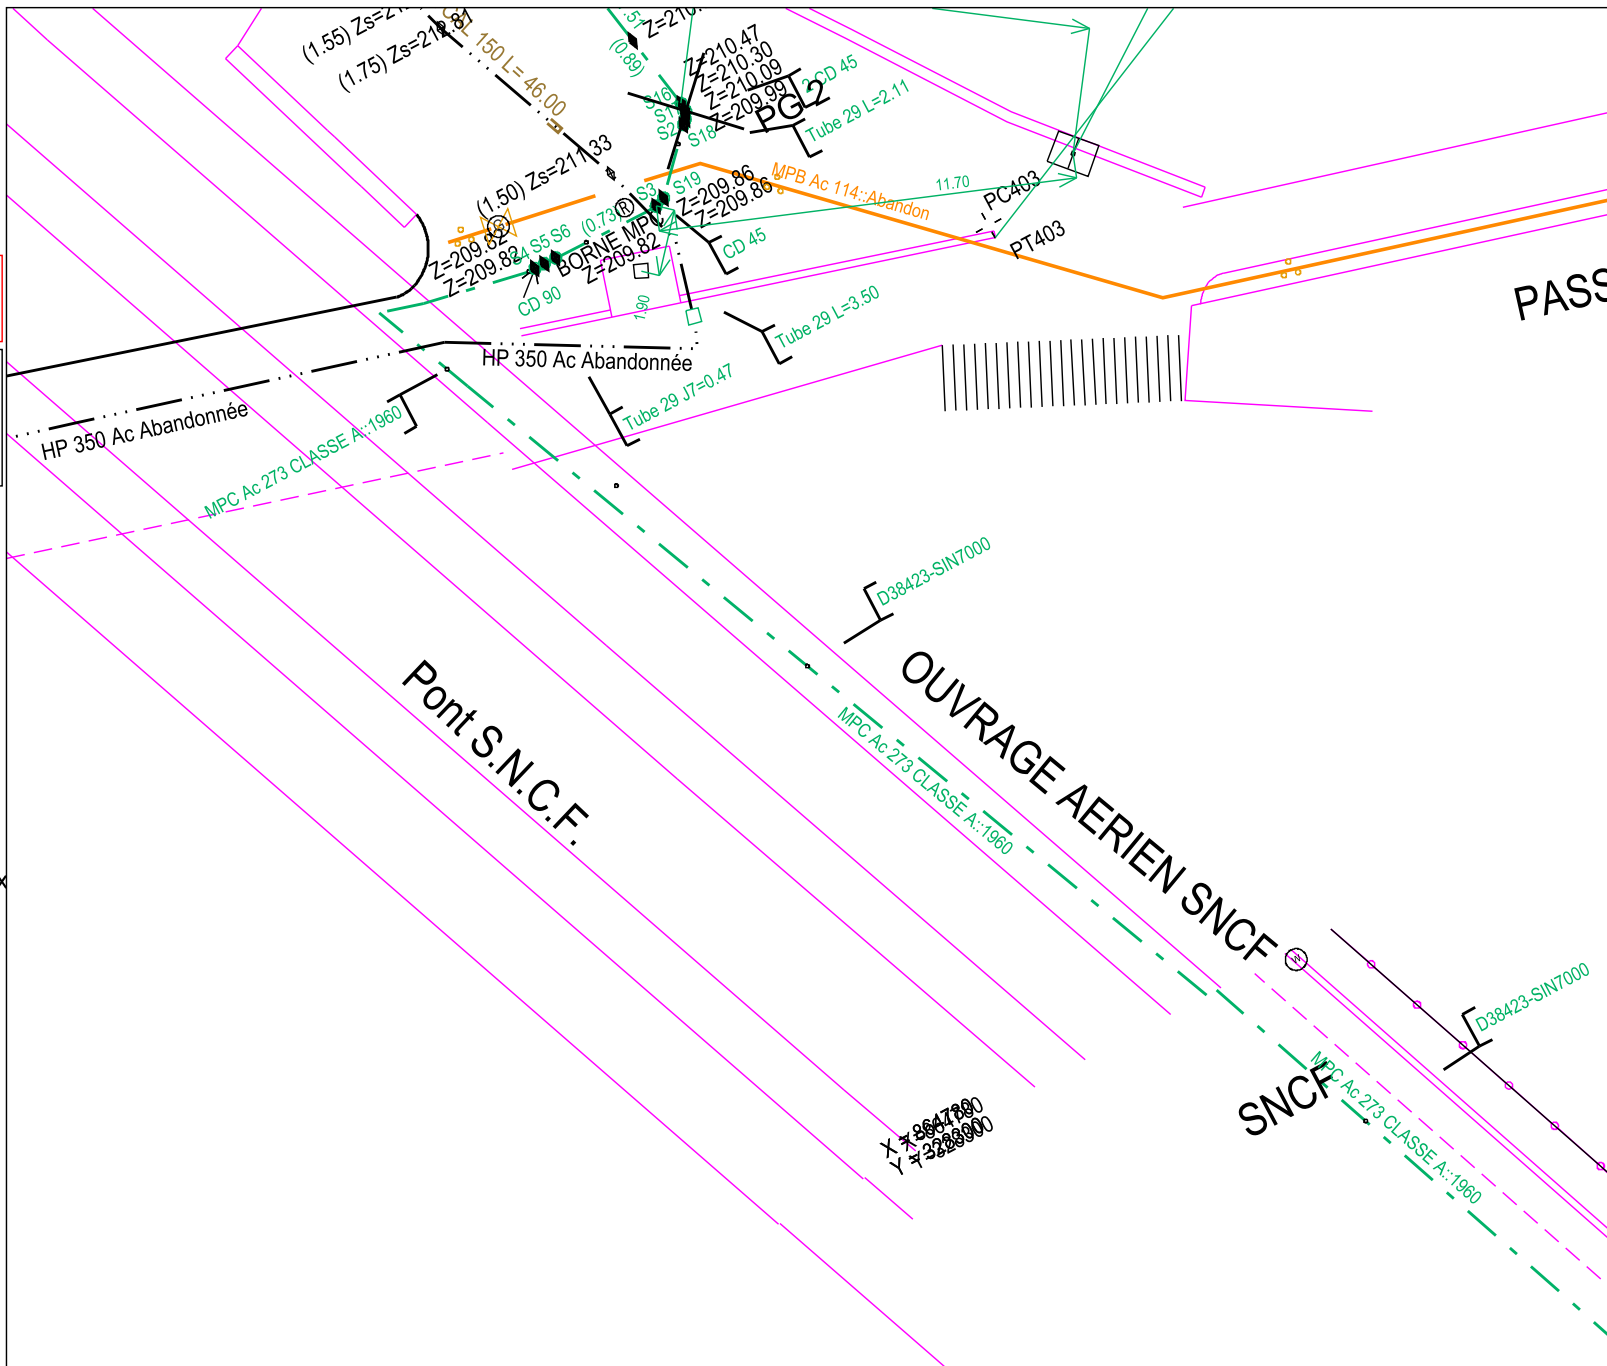 (1.75) Zs=212.81
150 L= 46.00
(0.89)
Z=210.47
Z=210.30
Z=210.09
Z=209.99
PG 2
2 CD 45
Tube 29 L=2.11
S16
S18
S19
S3
(1.50) Zs=211.33
MPB Ac 114::Abandon
11.70
PC403
PT403
Z=209.86
Z=209.86
R
Z=209.82
Z=209.82
S5 S6
BORNE MPC
Z=209.82
CD 45
CD 90
1.90
PASS
Tube 29 L=3.50
HP 350 Ac Abandonnée
HP 350 Ac Abandonnée
Tube 29 J7=0.47
MPC Ac 273 CLASSE A::1960
D38423-SIN7000
Pont S.N.C.F.
OUVRAGE AERIEN SNCF
MPC Ac 273 CLASSE A::1960
D38423-SIN7000
SNCF
MPC Ac 273 CLASSE A::1960